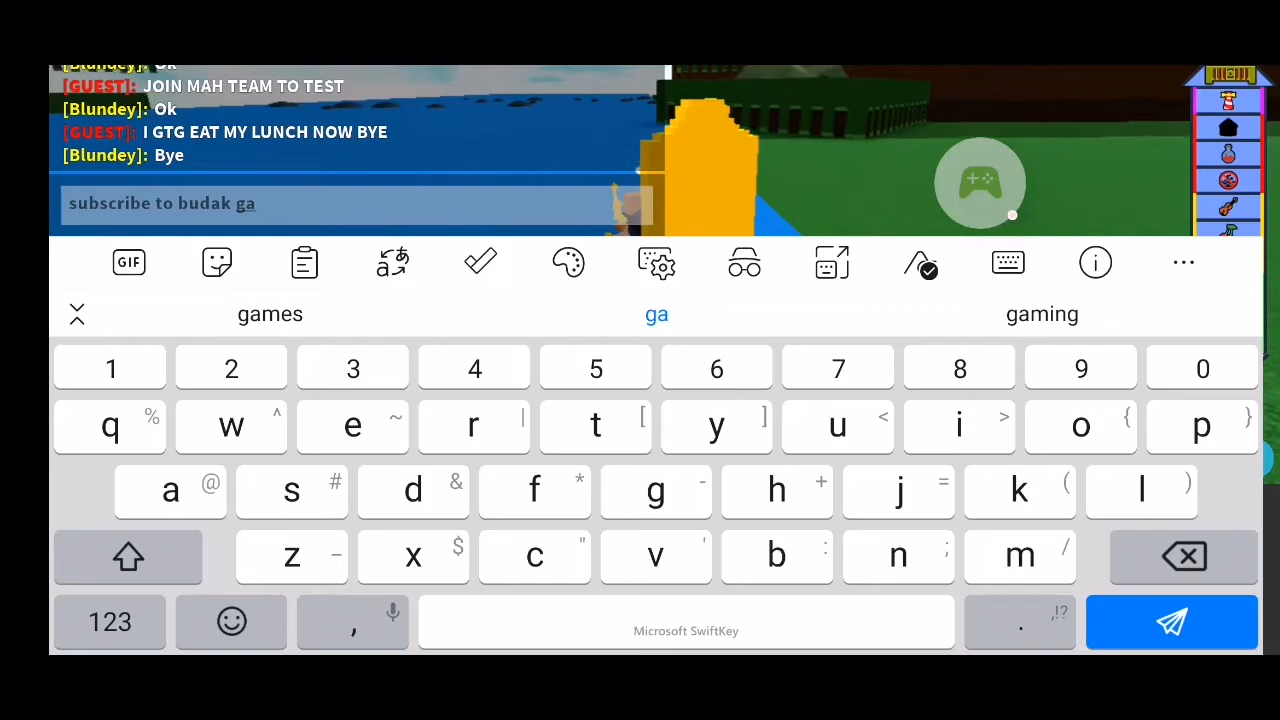 [Blundey]: Ok
[GUEST]: JOIN MAH TEAM TO TEST
[Blundey]: Ok
[GUEST]: I GTG EAT MY LUNCH NOW BYE
[Blundey]: Bye
subscribe to budak ga
GIF
games ga gaming
1 2 3 4 5 6 7 8 9 0
q % w ^ e ~ r | t [ y ] u < i > o { p }
a @ s # d & f * g - h + j = k ( l )
z _ x $ c " v ' b : n ; m /
123 , Microsoft SwiftKey . ,!?